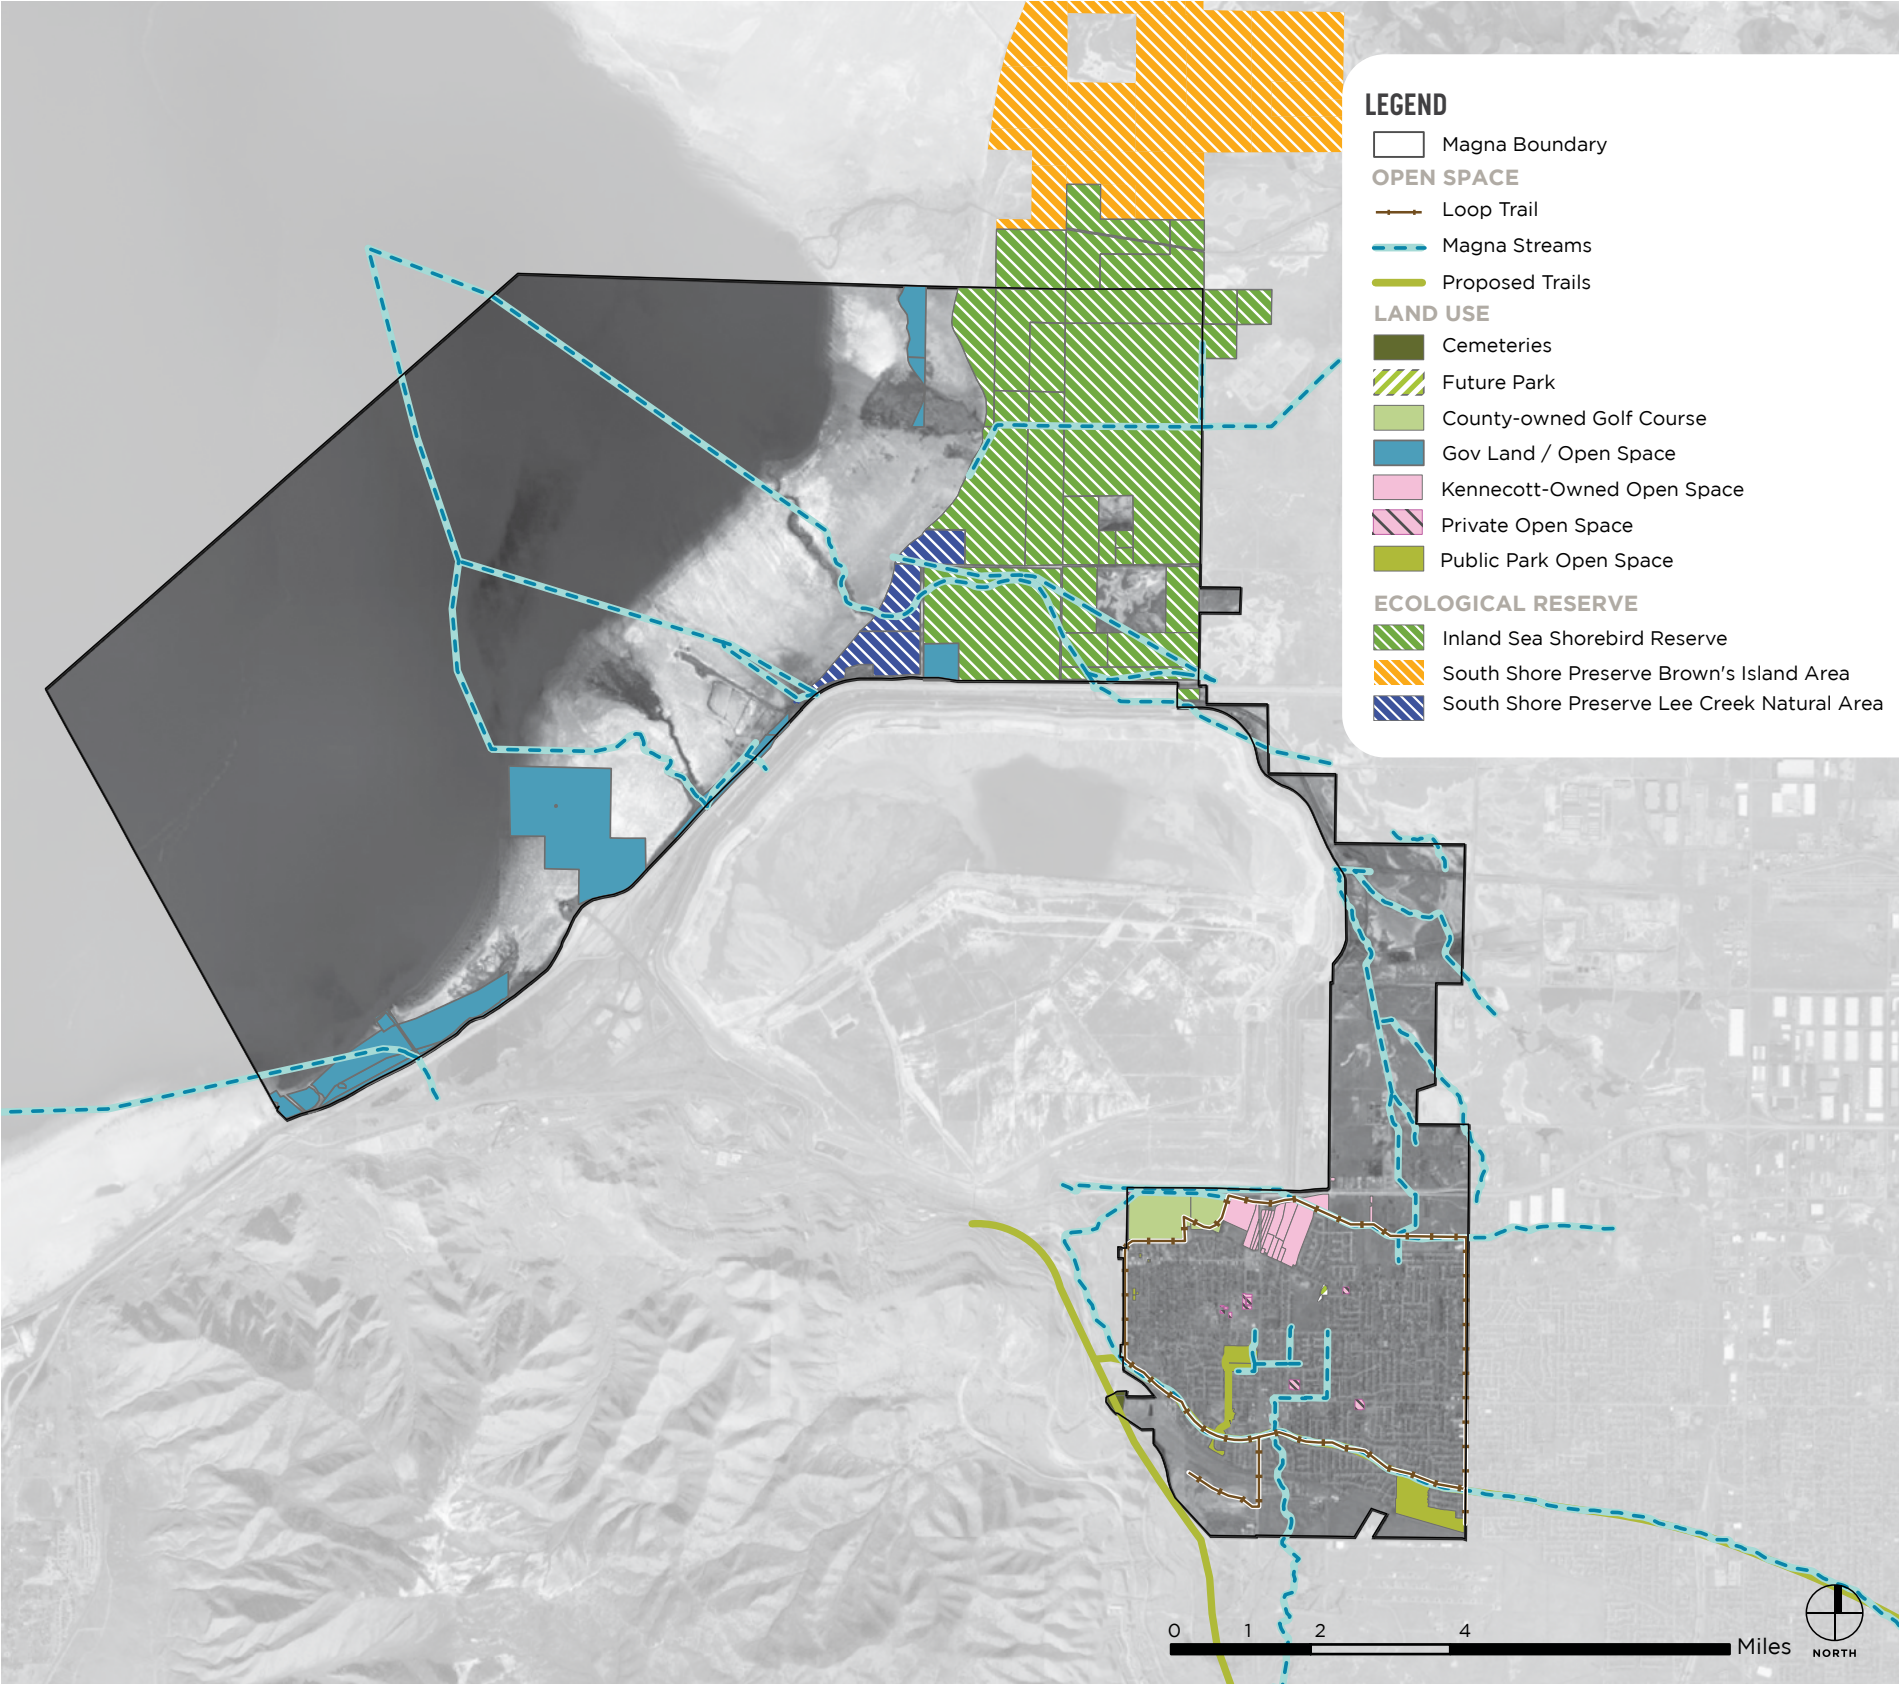 LEGEND
Magna Boundary
OPEN SPACE
Loop Trail
Magna Streams
Proposed Trails
LAND USE
Cemeteries
Future Park
County-owned Golf Course
Gov Land / Open Space
Kennecott-Owned Open Space
Private Open Space
Public Park Open Space
ECOLOGICAL RESERVE
Inland Sea Shorebird Reserve
South Shore Preserve Brown's Island Area
South Shore Preserve Lee Creek Natural Area
0 1 2 4
Miles
NORTH